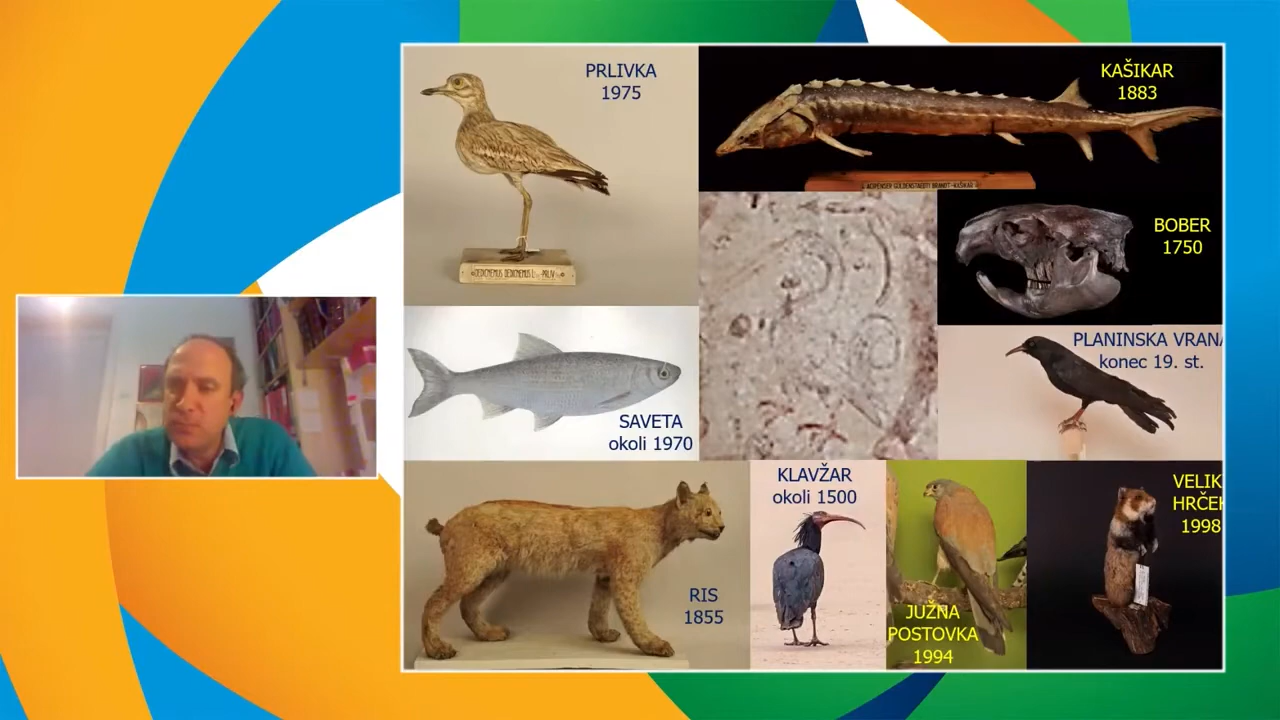 PRLIVKA
1975
KAŠIKAR
1883
BOBER
1750
PLANINSKA VRANA
konec 19. st.
SAVETA
okoli 1970
RIS
1855
KLAVŽAR
okoli 1500
JUŽNA
POSTOVKA
1994
VELIK
HRČEK
1998